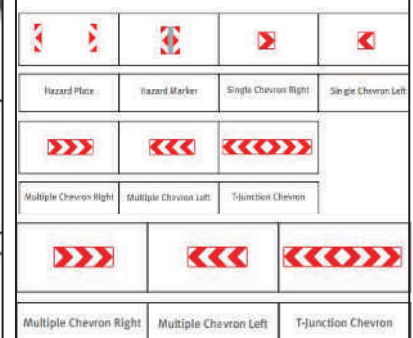 Hazard Plate Hazard Marker Single Chevron Right Single Chevron Left
Multiple Chevron Right Multiple Chevron Left T-Junction Chevron
Multiple Chevron Right Multiple Chevron Left T-Junction Chevron